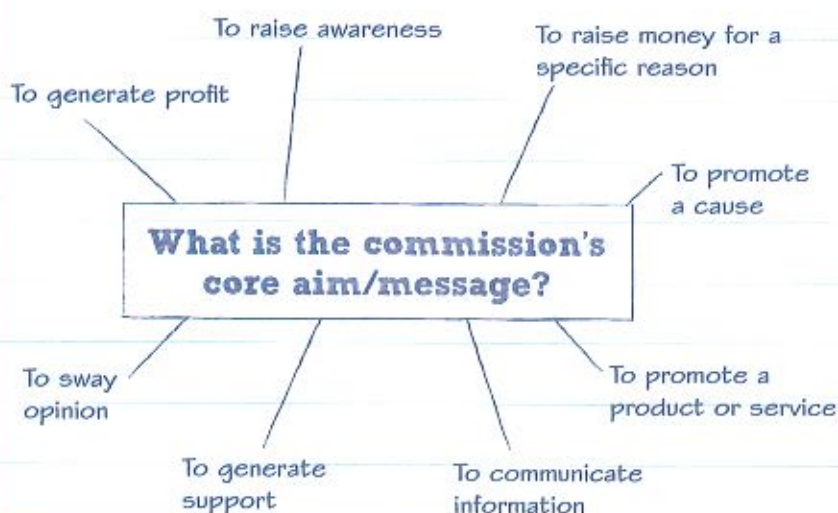 To raise awareness
To raise money for a
specific reason
To generate profit
To promote
a cause
What is the commission's
core aim/message?
To sway
opinion
To promote a
product or service
To generate
support
To communicate
information